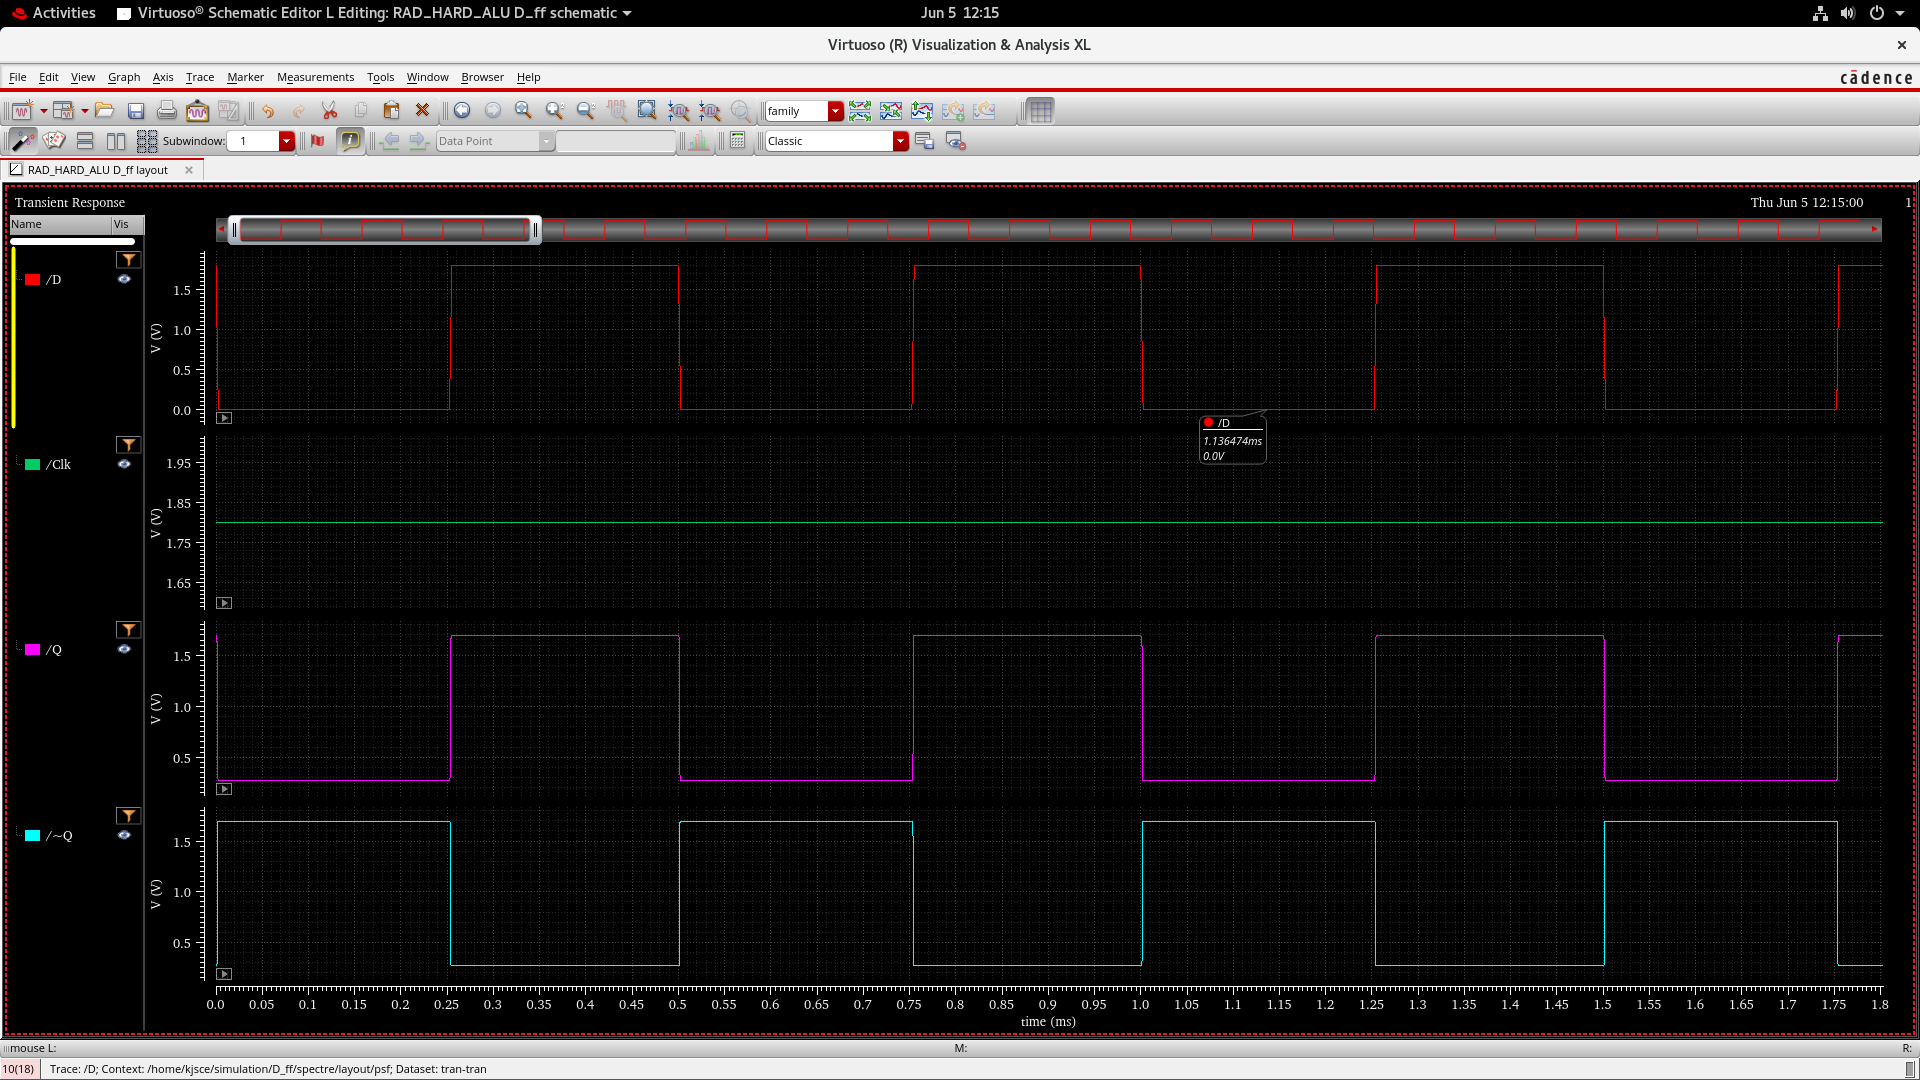 Activities
Virtuoso® Schematic Editor L Editing: RAD_HARD_ALU D_ff schematic
Jun 5 12:15
Virtuoso (R) Visualization & Analysis XL
File Edit View Graph Axis Trace Marker Measurements Tools Window Browser Help
cādence
family
Subwindow: 1
Data Point
Classic
RAD_HARD_ALU D_ff layout
Transient Response
Thu Jun 5 12:15:00
1
Name Vis
/D
V (V)
1.5
1.0
0.5
0.0
/D
1.136474ms
0.0V
/Clk
V (V)
1.95
1.85
1.75
1.65
/Q
V (V)
1.5
1.0
0.5
/~Q
V (V)
1.5
1.0
0.5
0.0 0.05 0.1 0.15 0.2 0.25 0.3 0.35 0.4 0.45 0.5 0.55 0.6 0.65 0.7 0.75 0.8 0.85 0.9 0.95 1.0 1.05 1.1 1.15 1.2 1.25 1.3 1.35 1.4 1.45 1.5 1.55 1.6 1.65 1.7 1.75 1.8
time (ms)
mouse L: M: R:
10(18) Trace: /D; Context: /home/kjsce/simulation/D_ff/spectre/layout/psf; Dataset: tran-tran